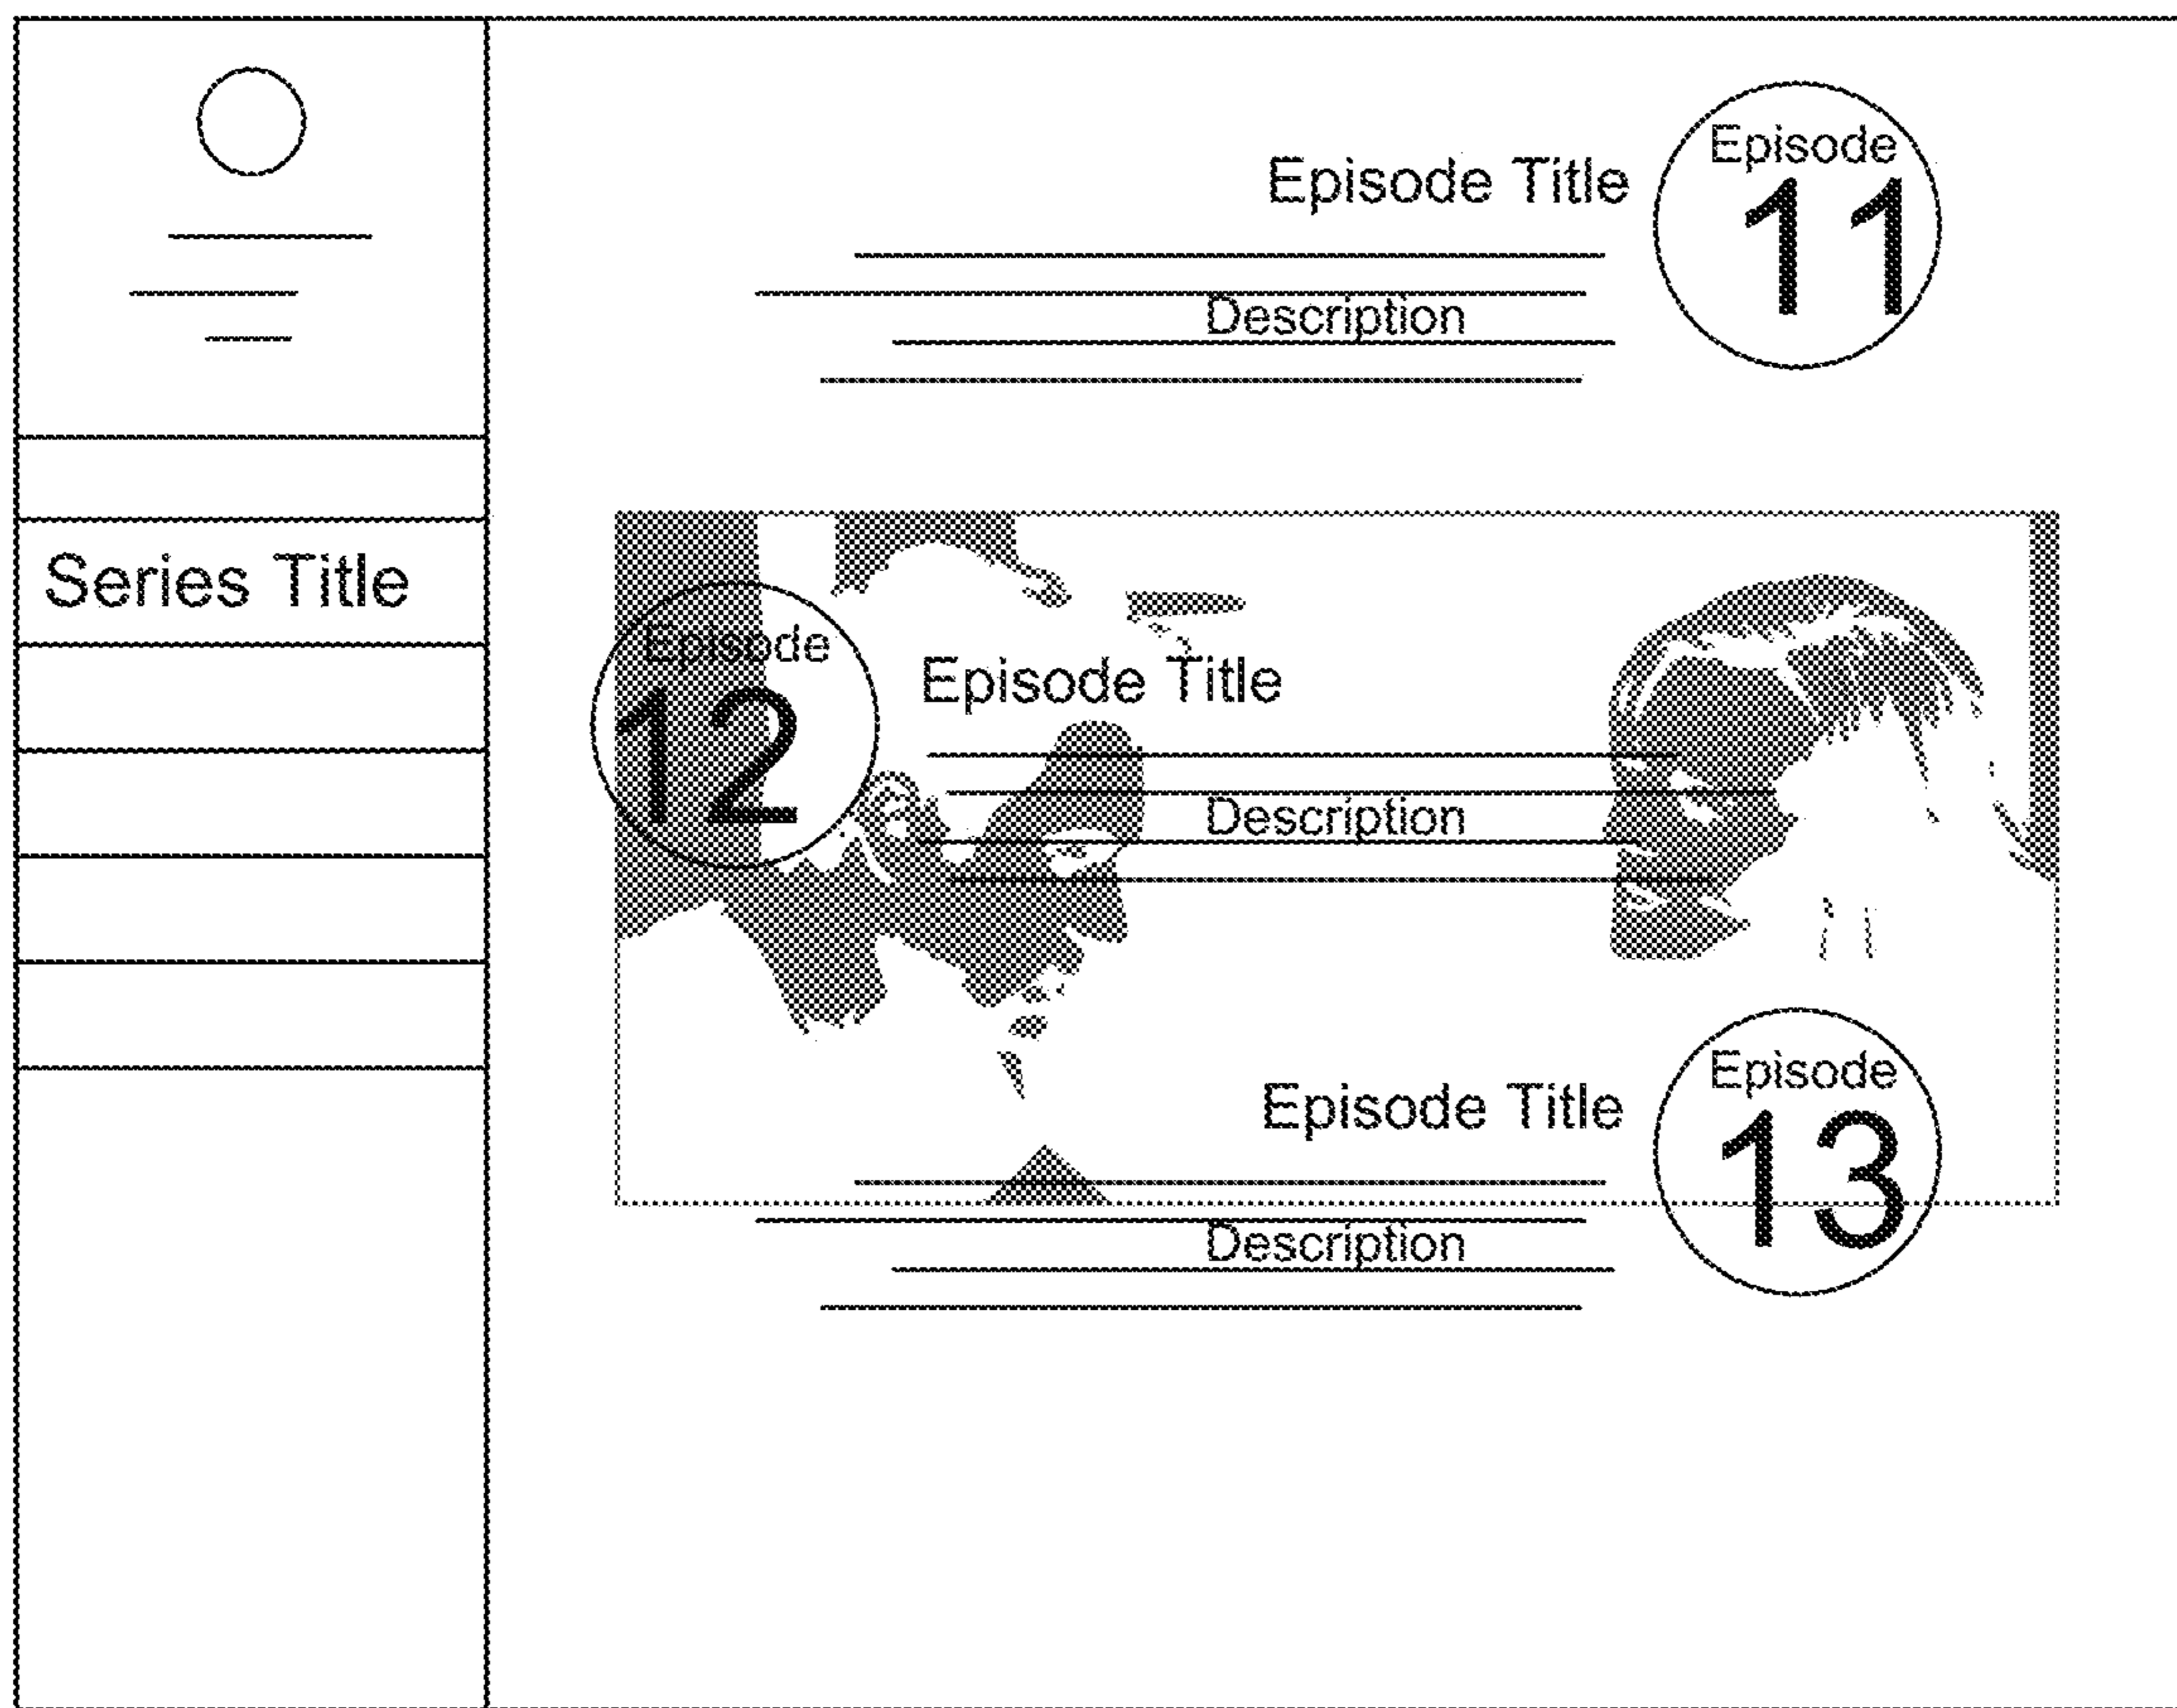 Series Title
Episode Title
Episode
11
Description
Episode
12
Episode Title
Description
Episode Title
Episode
13
Description